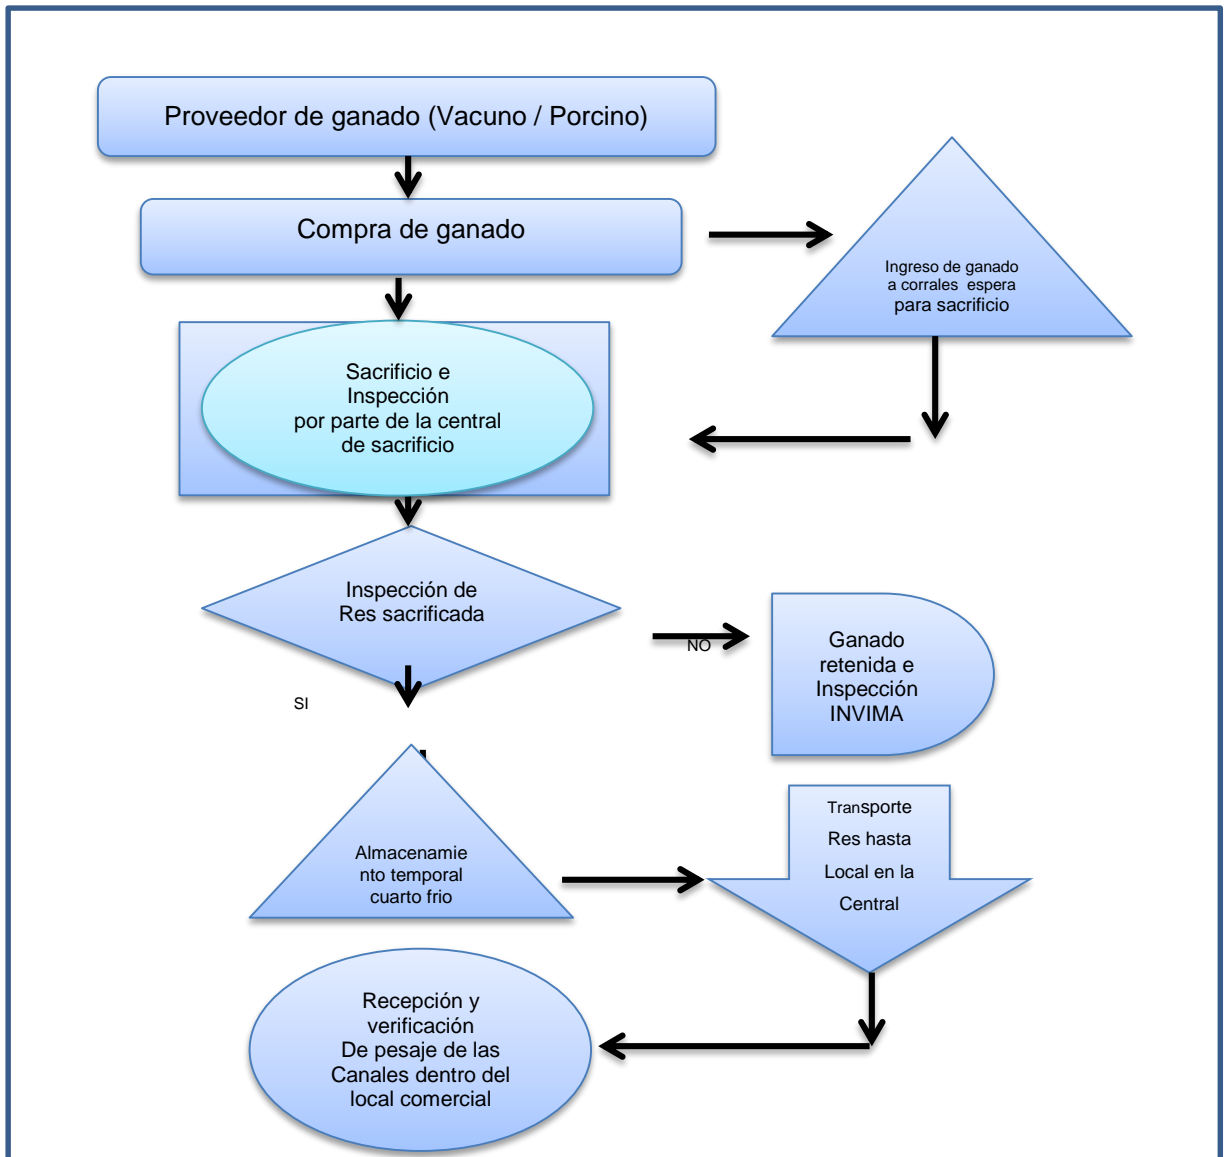 Proveedor de ganado (Vacuno / Porcino)
Compra de ganado
Ingreso de ganado
a corrales espera
para sacrificio
Sacrificio e
Inspección
por parte de la central
de sacrificio
Inspección de
Res sacrificada
NO
Ganado
retenida e
Inspección
INVIMA
SI
Almacenamie
nto temporal
cuarto frio
Transporte
Res hasta
Local en la
Central
Recepción y
verificación
De pesaje de las
Canales dentro del
local comercial